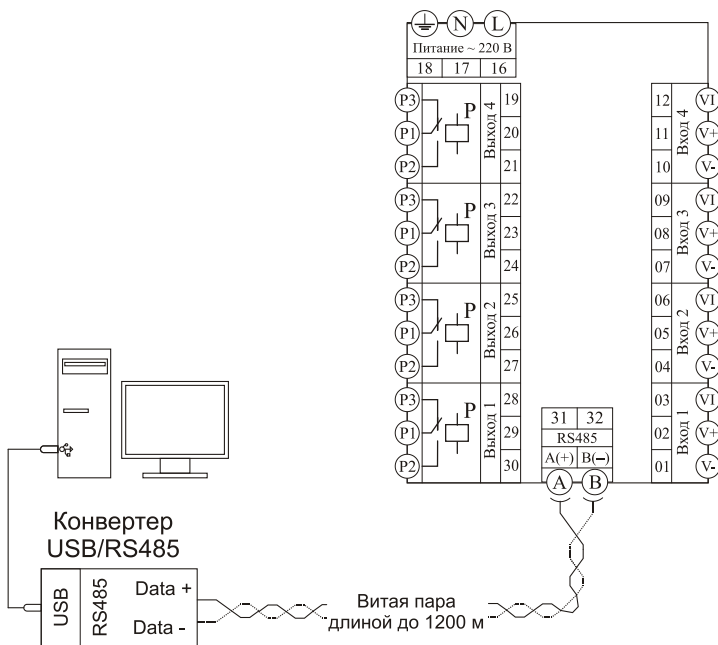 N L
Питание ~ 220 В
18 17 16
P3 19 12 VI
P1 P Выход 4 20 11 Вход 4 V+
P2 21 10 V-
P3 22 09 VI
P1 P Выход 3 23 08 Вход 3 V+
P2 24 07 V-
P3 25 06 VI
P1 P Выход 2 26 05 Вход 2 V+
P2 27 04 V-
P3 28 03 VI
P1 P Выход 1 29 02 Вход 1 V+
P2 30 01 V-
31 32
RS485
A(+) B(–)
A B
Конвертер
USB/RS485
USB
RS485
Data +
Data -
Витая пара
длиной до 1200 м